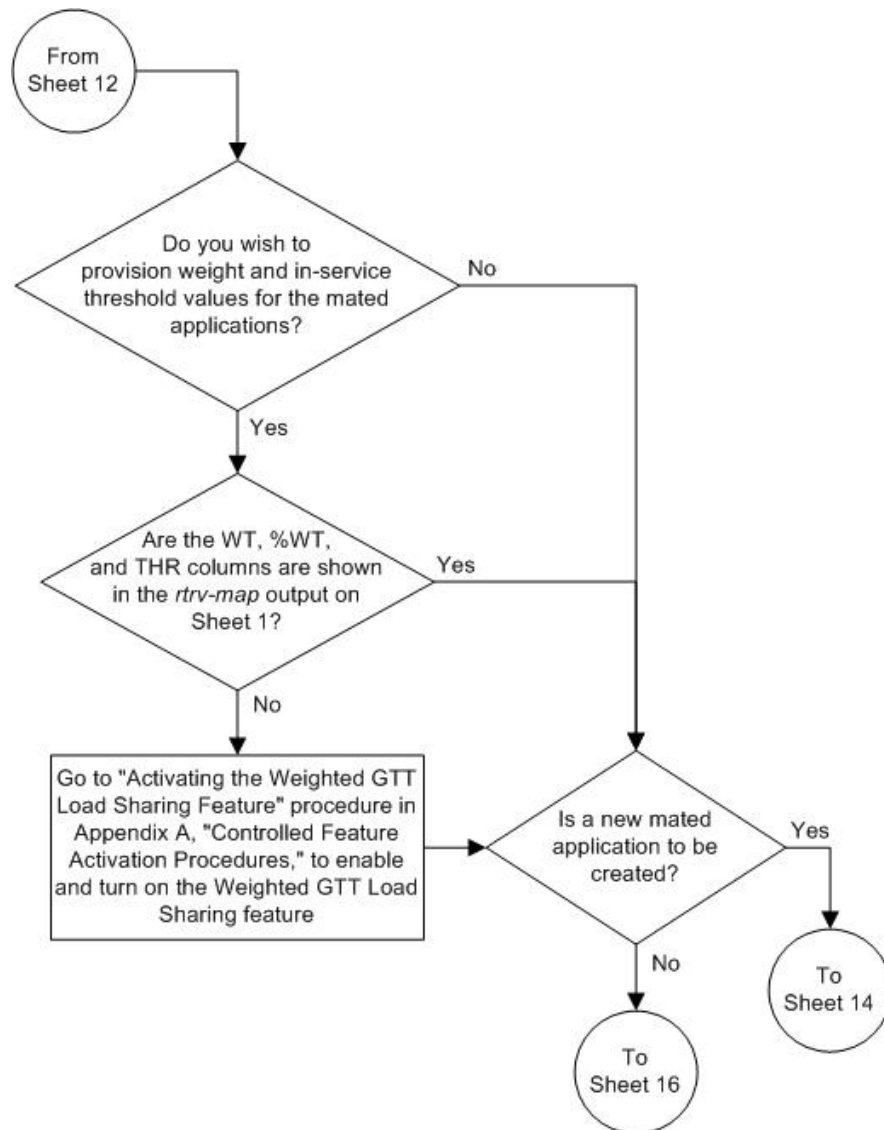 From
Sheet 12
Do you wish to
provision weight and in-service
threshold values for the mated
applications?
No
Yes
Are the WT, %WT,
and THR columns are shown
in the rtrv-map output on
Sheet 1?
Yes
No
Go to "Activating the Weighted GTT
Load Sharing Feature" procedure in
Appendix A, "Controlled Feature
Activation Procedures," to enable
and turn on the Weighted GTT Load
Sharing feature
Is a new mated
application to be
created?
Yes
No
To
Sheet 14
To
Sheet 16